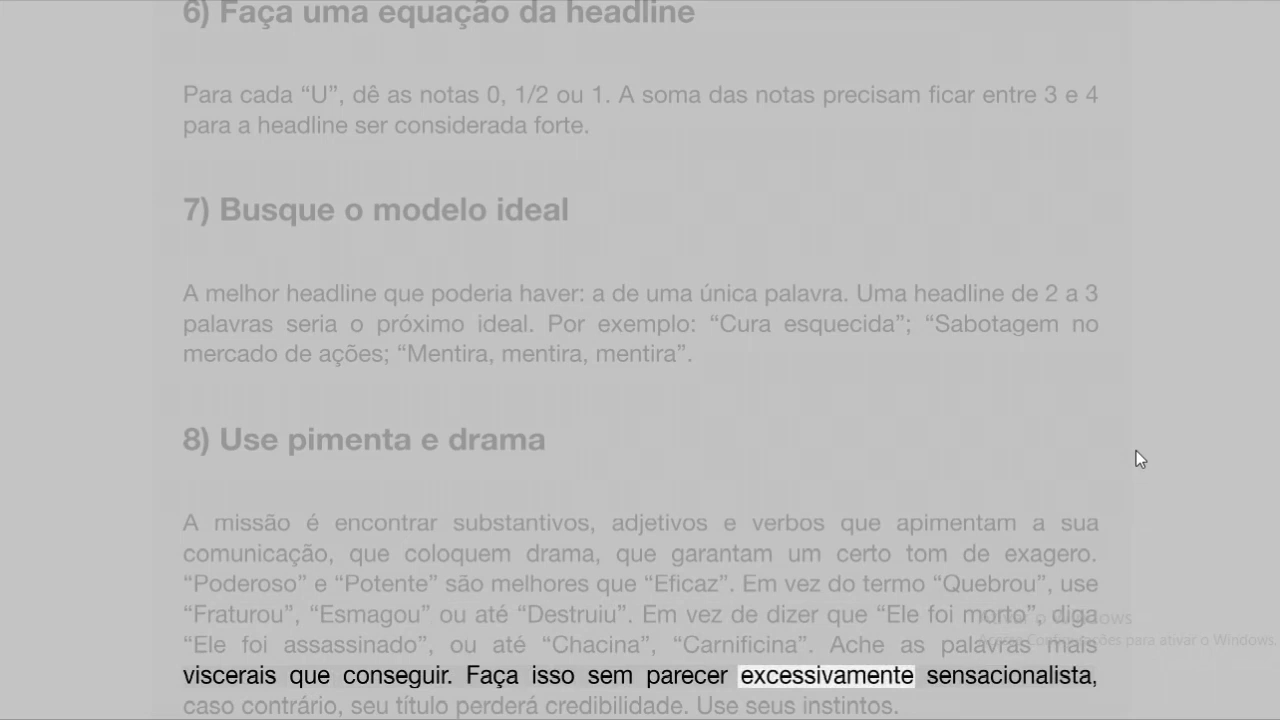 6) Faça uma equação da headline
Para cada “U”, dê as notas 0, 1/2 ou 1. A soma das notas precisam ficar entre 3 e 4
para a headline ser considerada forte.
7) Busque o modelo ideal
A melhor headline que poderia haver: a de uma única palavra. Uma headline de 2 a 3
palavras seria o próximo ideal. Por exemplo: “Cura esquecida”; “Sabotagem no
mercado de ações; “Mentira, mentira, mentira”.
8) Use pimenta e drama
A missão é encontrar substantivos, adjetivos e verbos que apimentam a sua
comunicação, que coloquem drama, que garantam um certo tom de exagero.
“Poderoso” e “Potente” são melhores que “Eficaz”. Em vez do termo “Quebrou”, use
“Fraturou”, “Esmagou” ou até “Destruiu”. Em vez de dizer que “Ele foi morto”, diga
“Ele foi assassinado”, ou até “Chacina”, “Carnificina”. Ache as palavras mais
viscerais que conseguir. Faça isso sem parecer excessivamente sensacionalista,
caso contrário, seu título perderá credibilidade. Use seus instintos.
Ativar o Windows
Acesse Configurações para ativar o Windows.